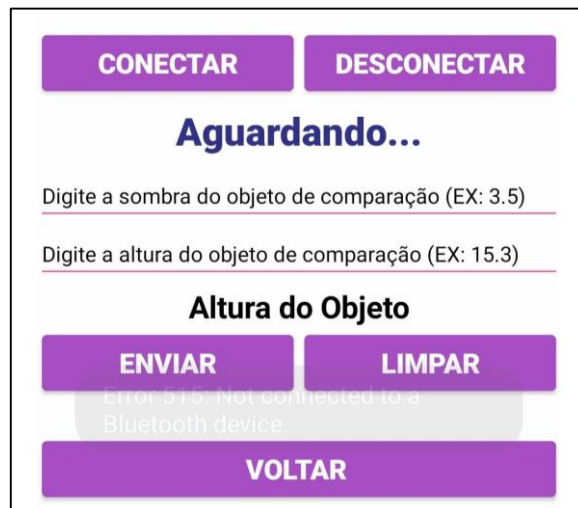 CONECTAR DESCONECTAR
Aguardando...
Digite a sombra do objeto de comparação (EX: 3.5)
Digite a altura do objeto de comparação (EX: 15.3)
Altura do Objeto
ENVIAR LIMPAR
Error 515: Not connected to a
Bluetooth device.
VOLTAR